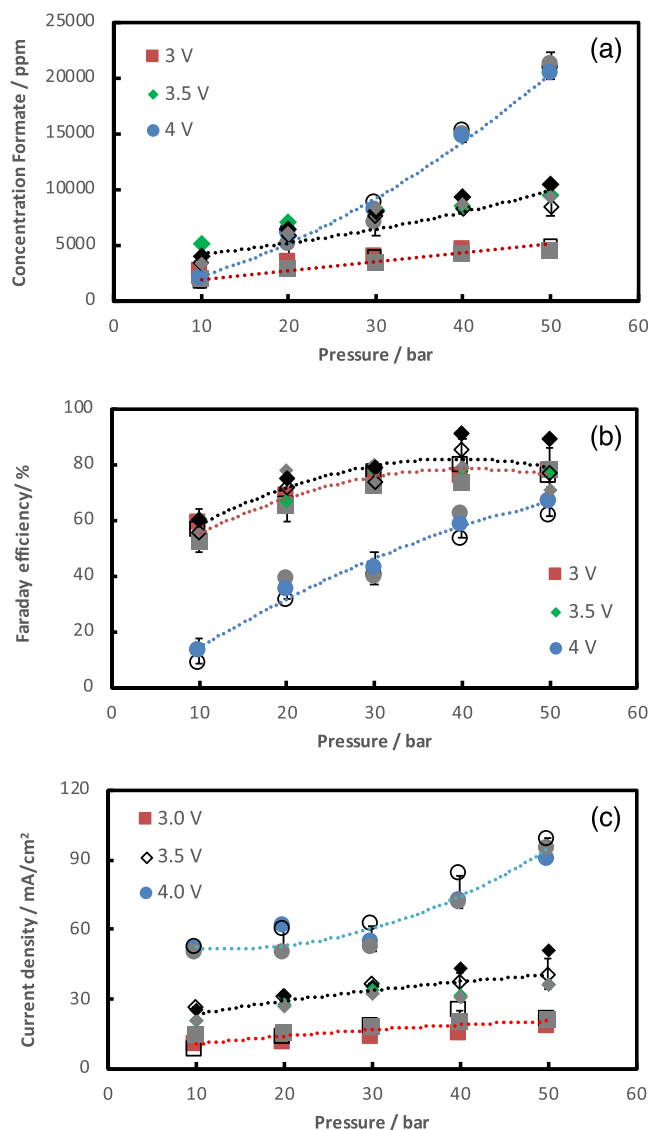 25000
(a)
3 V
20000
3.5 V
4 V
15000
10000
5000
0
Concentration Formate / ppm
0 10 20 30 40 50 60
Pressure / bar
100
(b)
80
60
40
3 V
3.5 V
20
4 V
0
Faraday efficiency/ %
0 10 20 30 40 50 60
Pressure / bar
120
(c)
3.0 V
3.5 V
90
4.0 V
60
30
0
Current density / mA/cm²
0 10 20 30 40 50 60
Pressure / bar